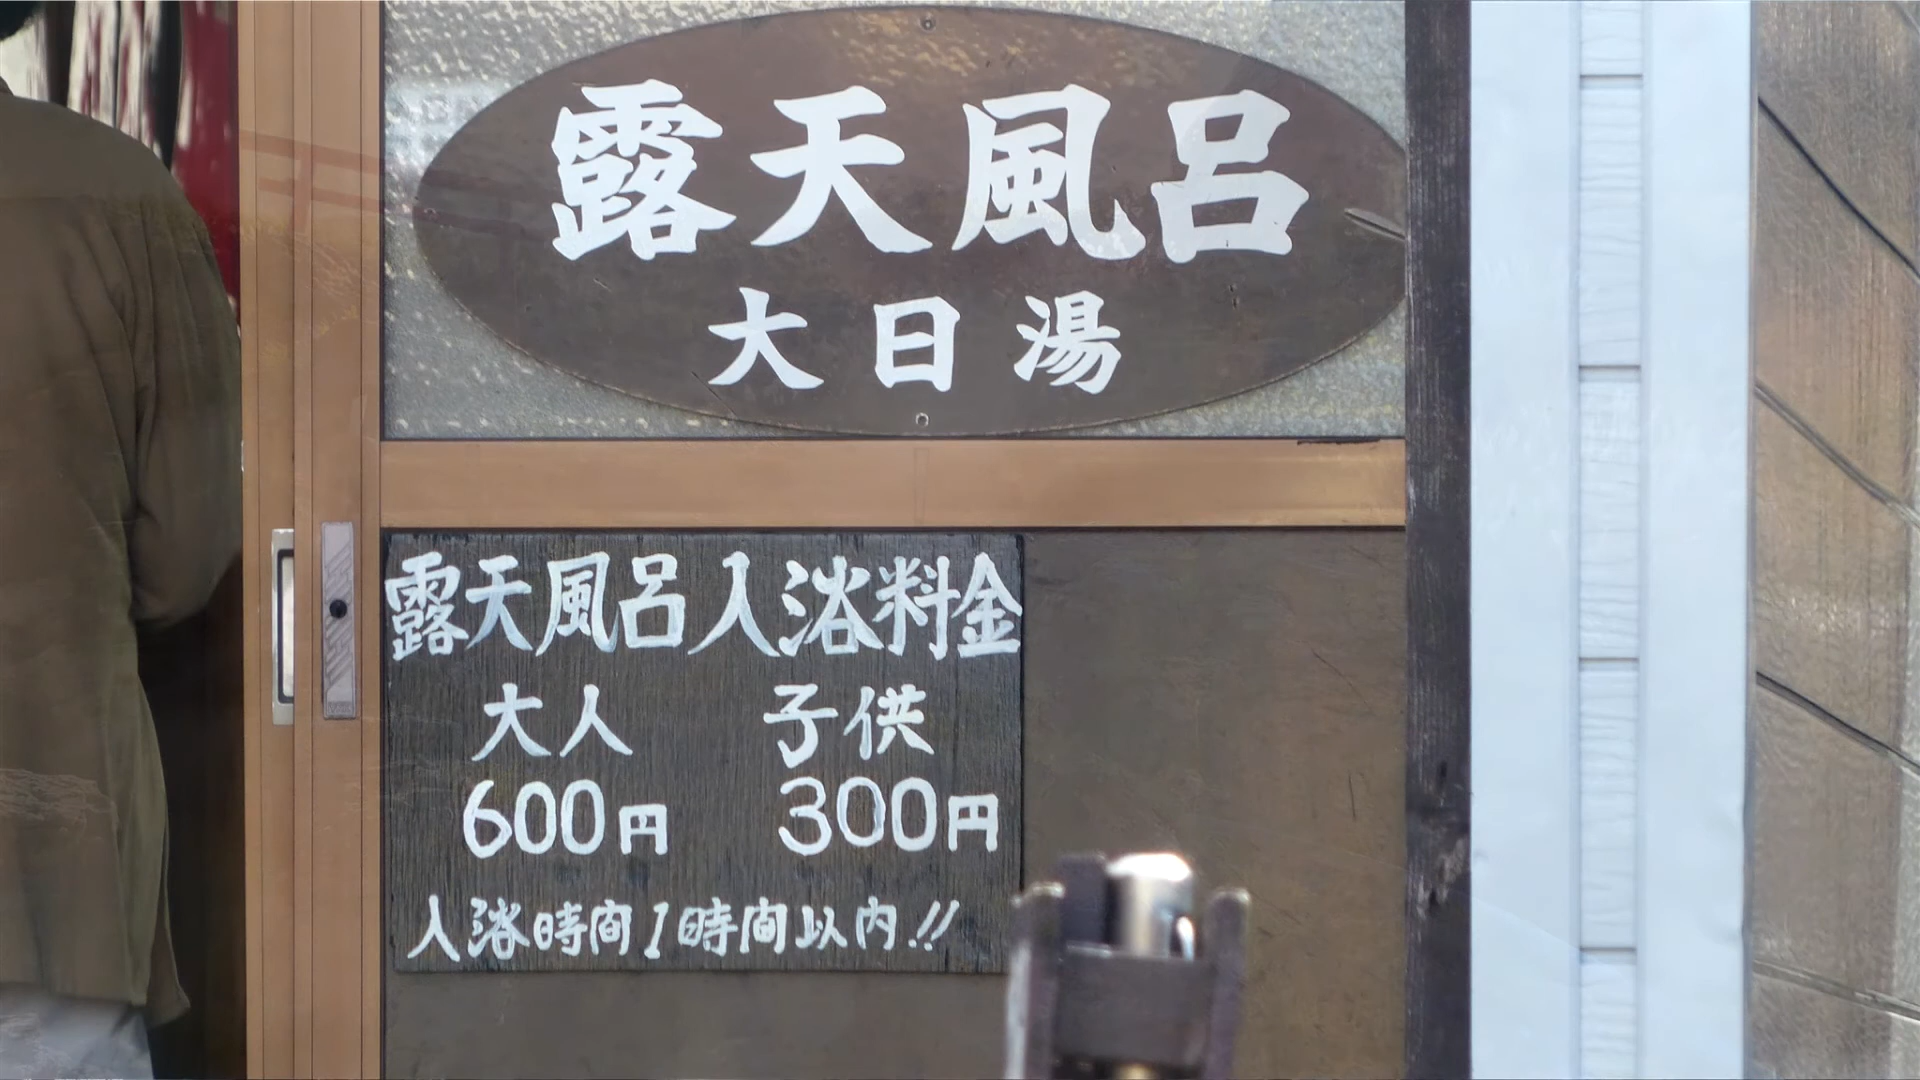 露天風呂
大日湯
露天風呂入浴料金
大人 子供
600円 300円
入浴時間1時間以内!!